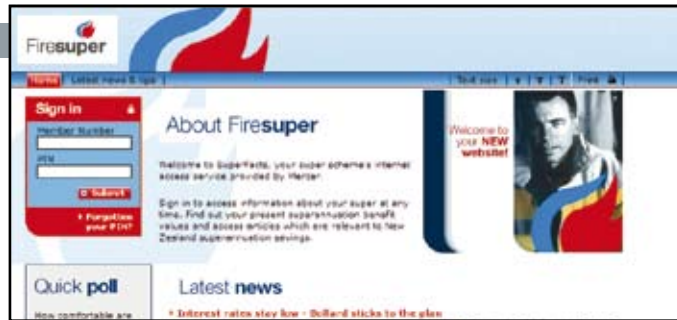 Firesuper
Home | Latest news & tips |
Text size | T | T | T | Print |
Sign in
Member Number
PIN
Submit
Forgotten
your PIN?
About Firesuper
Welcome to SuperFacts, your super scheme's internet
access service provided by Mercer.
Sign in to access information about your super at any
time. Find out your present superannuation benefit
values and access articles which are relevant to New
Zealand superannuation savings.
Welcome to
your NEW
website!
Quick poll
How comfortable are
Latest news
Interest rates stay low - Bollard sticks to the plan